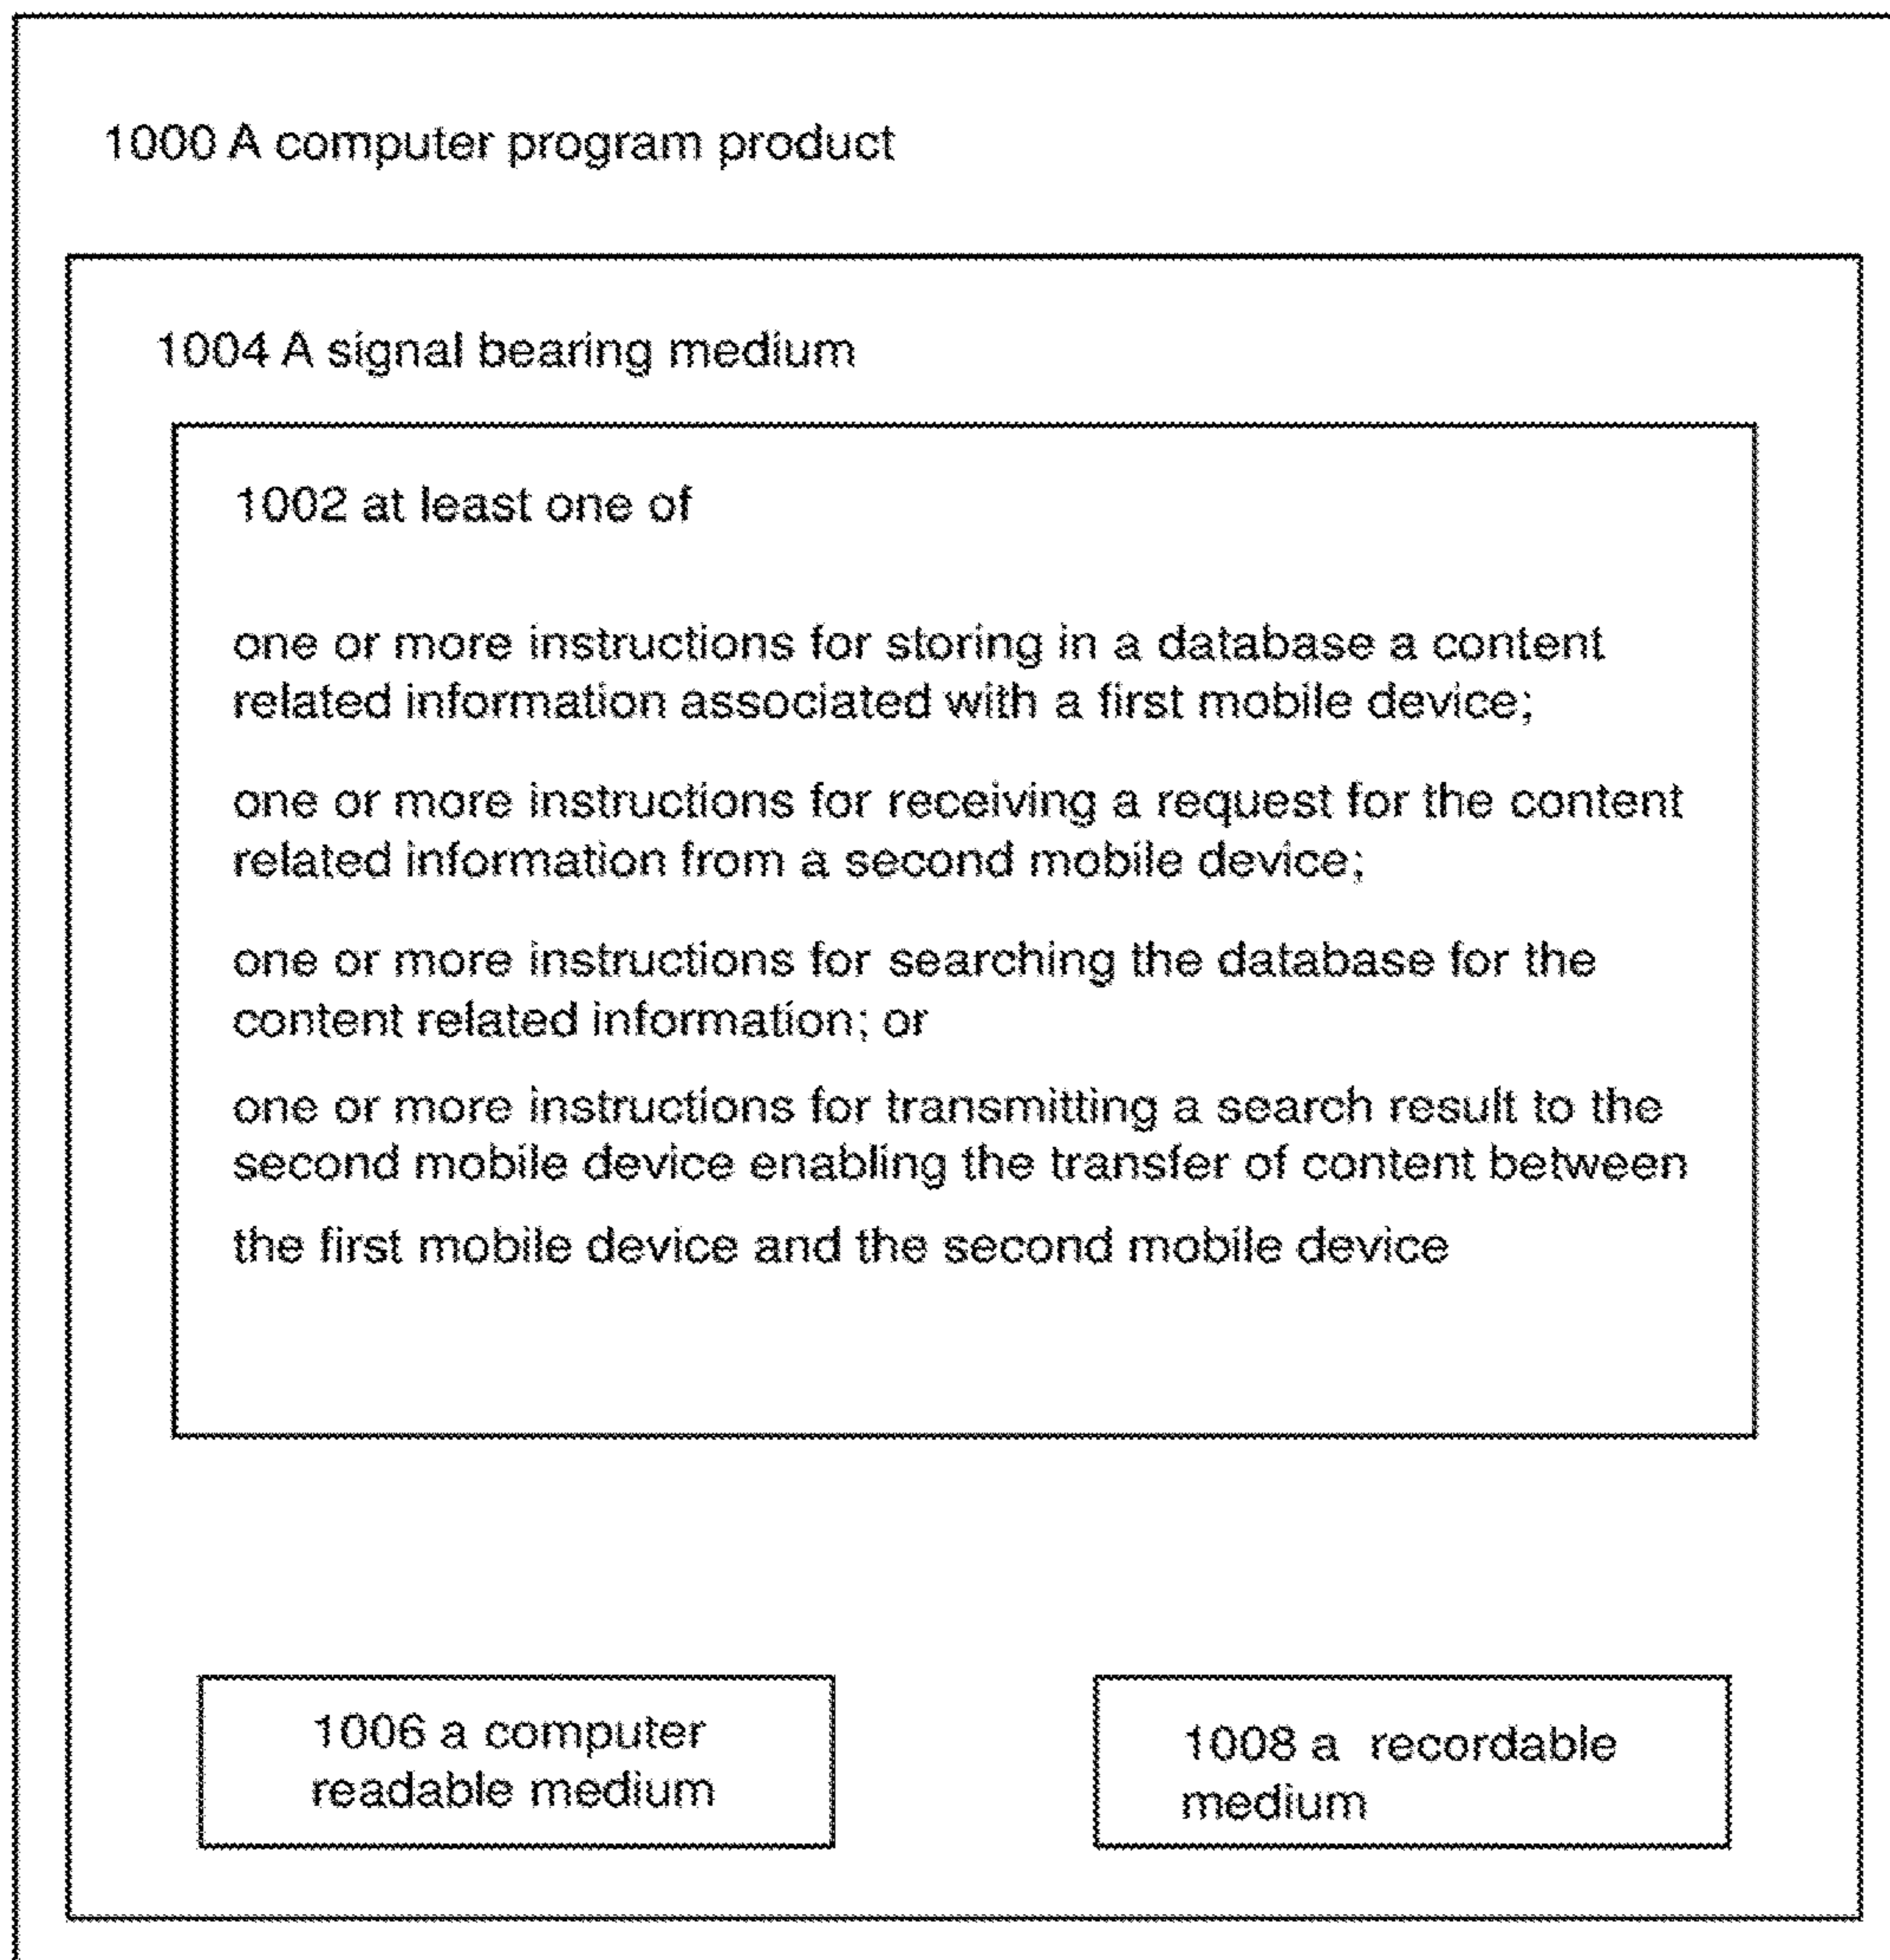 1000 A computer program product
1004 A signal bearing medium
1002 at least one of
one or more instructions for storing in a database a content
related information associated with a first mobile device;
one or more instructions for receiving a request for the content
related information from a second mobile device;
one or more instructions for searching the database for the
content related information; or
one or more instructions for transmitting a search result to the
second mobile device enabling the transfer of content between
the first mobile device and the second mobile device
1006 a computer
readable medium
1008 a recordable
medium